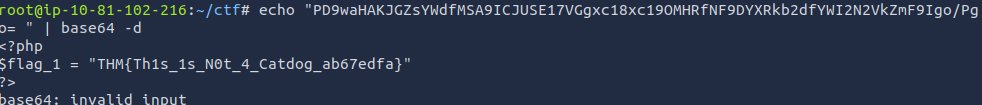 root@ip-10-81-102-216:~/ctf# echo "PD9waHAKJGZsYWdfMSA9ICJUSE17VGgxc18xc19OMHRfNF9DYXRkb2dfYWI2N2VkZmF9Igo/Pg
o= " | base64 -d
<?php
$flag_1 = "THM{Th1s_1s_N0t_4_Catdog_ab67edfa}"
?>
base64: invalid input